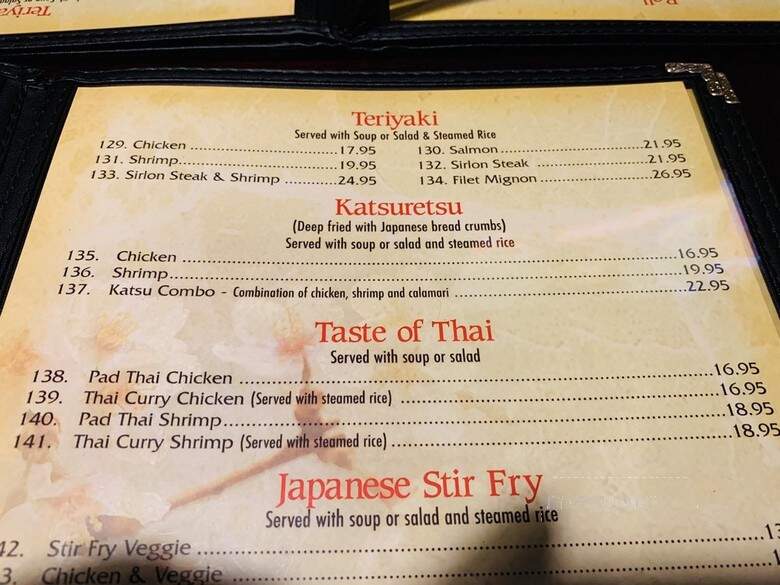 Teriyaki
Served with Soup or Salad & Steamed Rice
129. Chicken ................................ 17.95 130. Salmon ................................ 21.95
131. Shrimp ................................ 19.95 132. Sirlon Steak ................................ 21.95
133. Sirlon Steak & Shrimp ............ 24.95 134. Filet Mignon ........................ 26.95
Katsuretsu
(Deep fried with Japanese bread crumbs)
Served with soup or salad and steamed rice
135. Chicken ................................ 16.95
136. Shrimp ................................ 19.95
137. Katsu Combo - Combination of chicken, shrimp and calamari ................................ 22.95
Taste of Thai
Served with soup or salad
138. Pad Thai Chicken ................................ 16.95
139. Thai Curry Chicken (Served with steamed rice) ................................ 16.95
140. Pad Thai Shrimp ................................ 18.95
141. Thai Curry Shrimp (Served with steamed rice) ................................ 18.95
Japanese Stir Fry
Served with soup or salad and steamed rice
42. Stir Fry Veggie ................................
3. Chicken & Veggie ................................